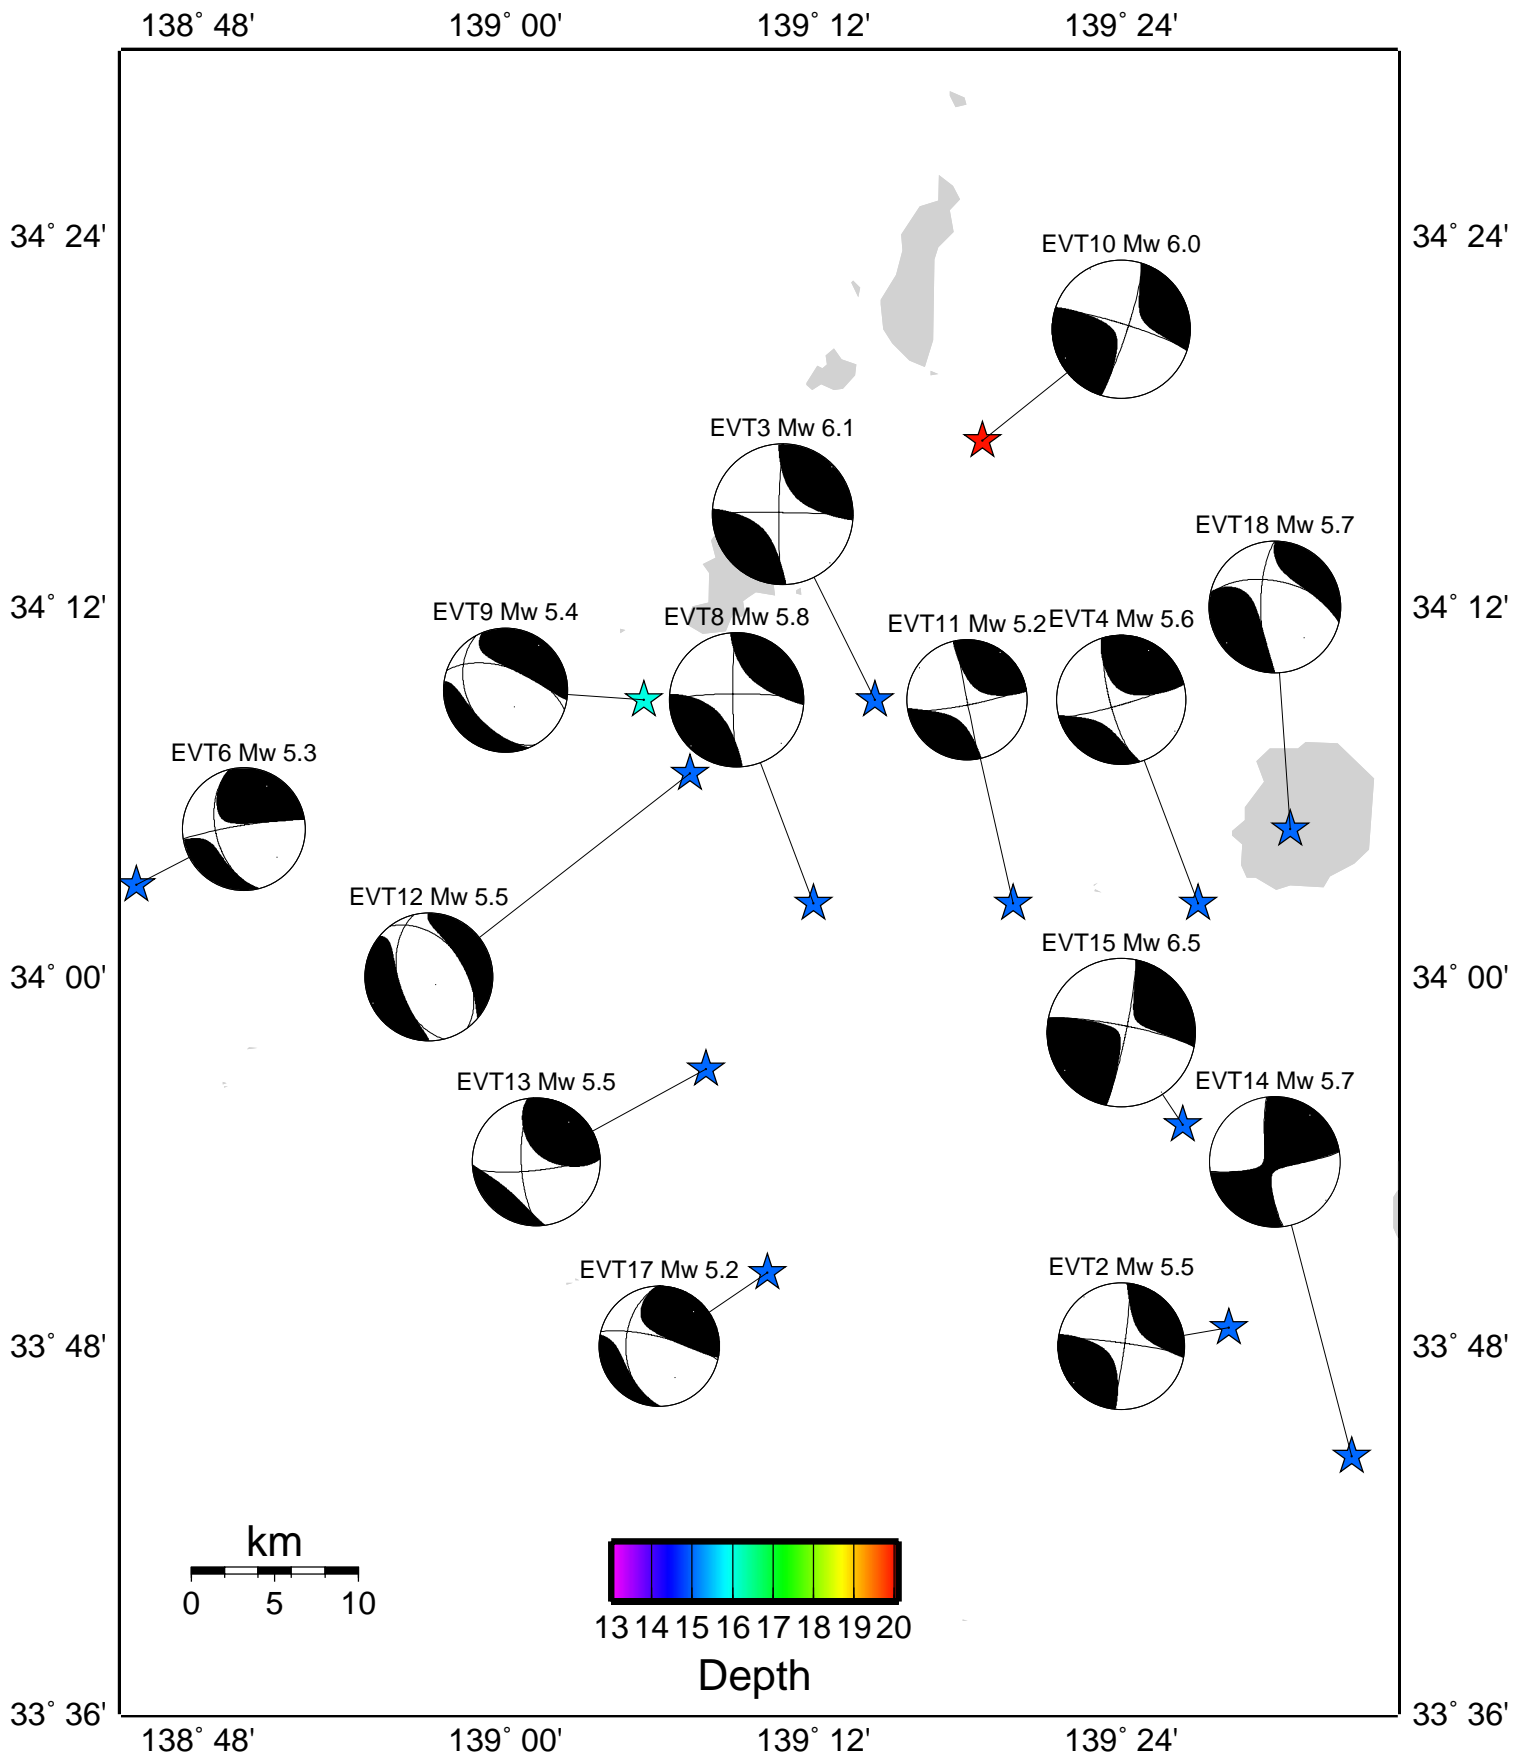 138° 48' 139° 00' 139° 12' 139° 24'
34° 24' 34° 24'
EVT10 Mw 6.0
EVT3 Mw 6.1
EVT18 Mw 5.7
34° 12' 34° 12'
EVT9 Mw 5.4
EVT8 Mw 5.8
EVT11 Mw 5.2
EVT4 Mw 5.6
EVT6 Mw 5.3
EVT12 Mw 5.5
EVT15 Mw 6.5
34° 00' 34° 00'
EVT13 Mw 5.5
EVT14 Mw 5.7
EVT17 Mw 5.2
EVT2 Mw 5.5
33° 48' 33° 48'
km
0 5 10
13 14 15 16 17 18 19 20
Depth
33° 36' 33° 36'
138° 48' 139° 00' 139° 12' 139° 24'